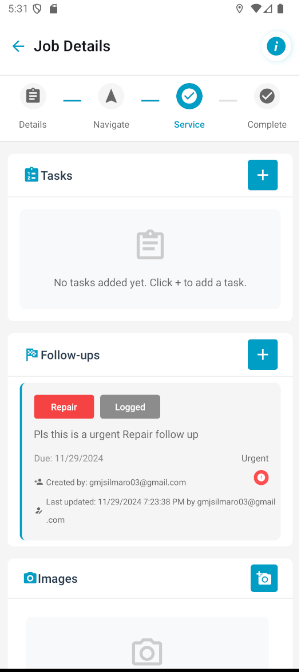 5:31
Job Details
i
Details
Navigate
Service
Complete
Tasks
+
No tasks added yet. Click + to add a task.
Follow-ups
+
Repair
Logged
Pls this is a urgent Repair follow up
Due: 11/29/2024
Urgent
Created by: gmjsilmaro03@gmail.com
Last updated: 11/29/2024 7:23:38 PM by gmjsilmaro03@gmail
.com
Images